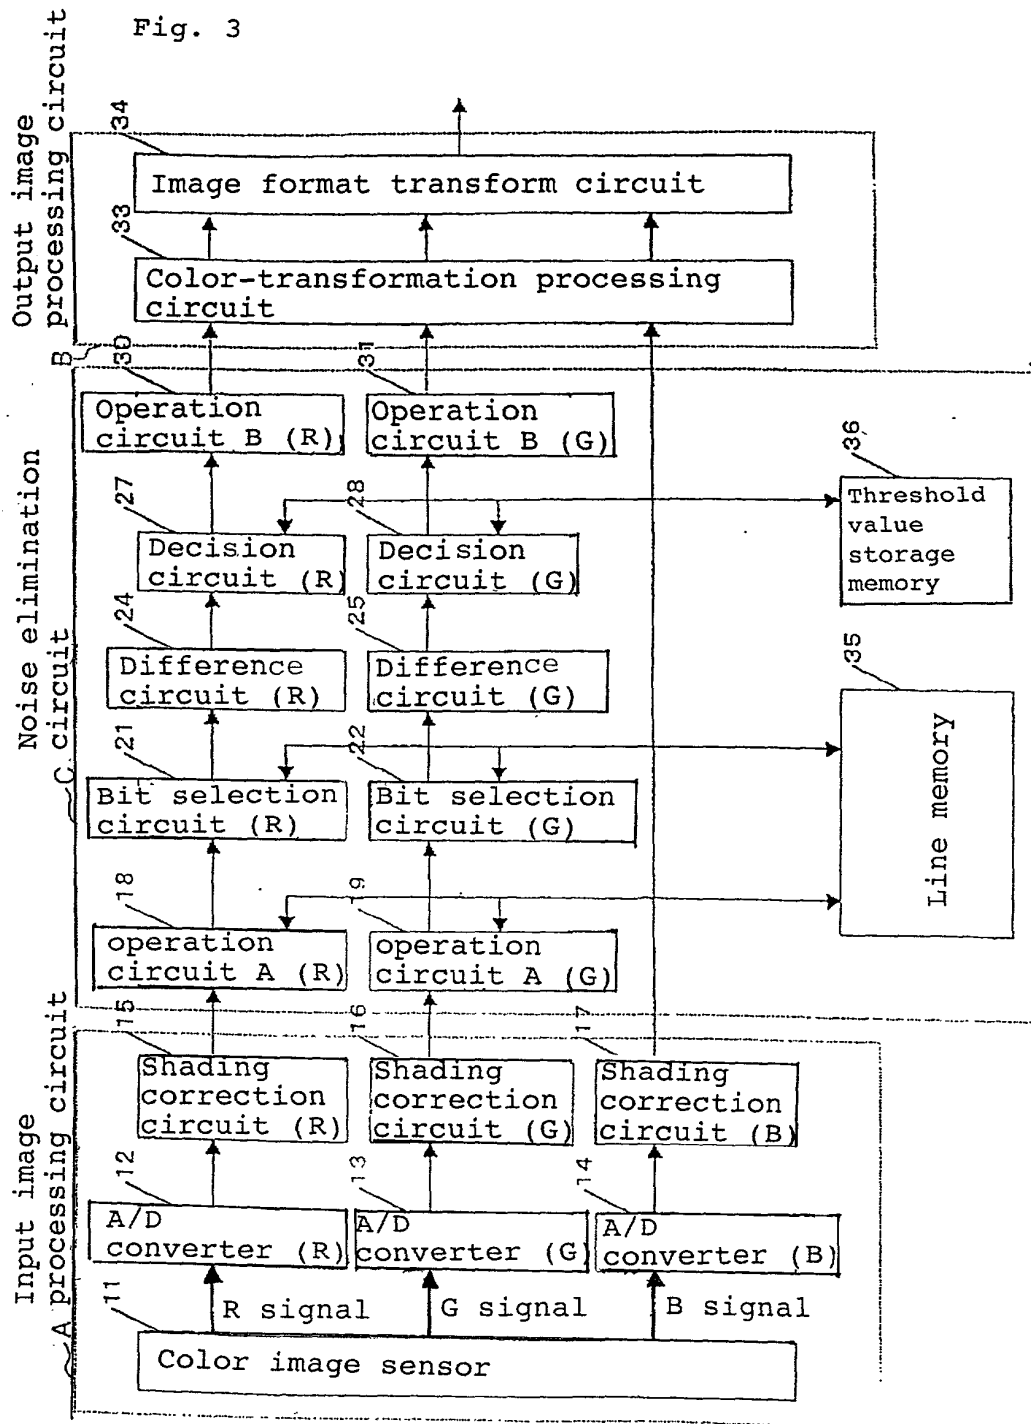 Fig. 3
Output image
processing circuit
B
34
Image format transform circuit
33
Color-transformation processing
circuit
Noise elimination
circuit
C
30
Operation
circuit B (R)
31
Operation
circuit B (G)
27
Decision
circuit (R)
28
Decision
circuit (G)
36
Threshold
value
storage
memory
24
Difference
circuit (R)
25
Difference
circuit (G)
21
Bit selection
circuit (R)
22
Bit selection
circuit (G)
35
Line memory
18
operation
circuit A (R)
19
operation
circuit A (G)
Input image
processing circuit
A
15
Shading
correction
circuit (R)
16
Shading
correction
circuit (G)
17
Shading
correction
circuit (B)
12
A/D
converter (R)
13
A/D
converter (G)
14
A/D
converter (B)
R signal
G signal
B signal
11
Color image sensor